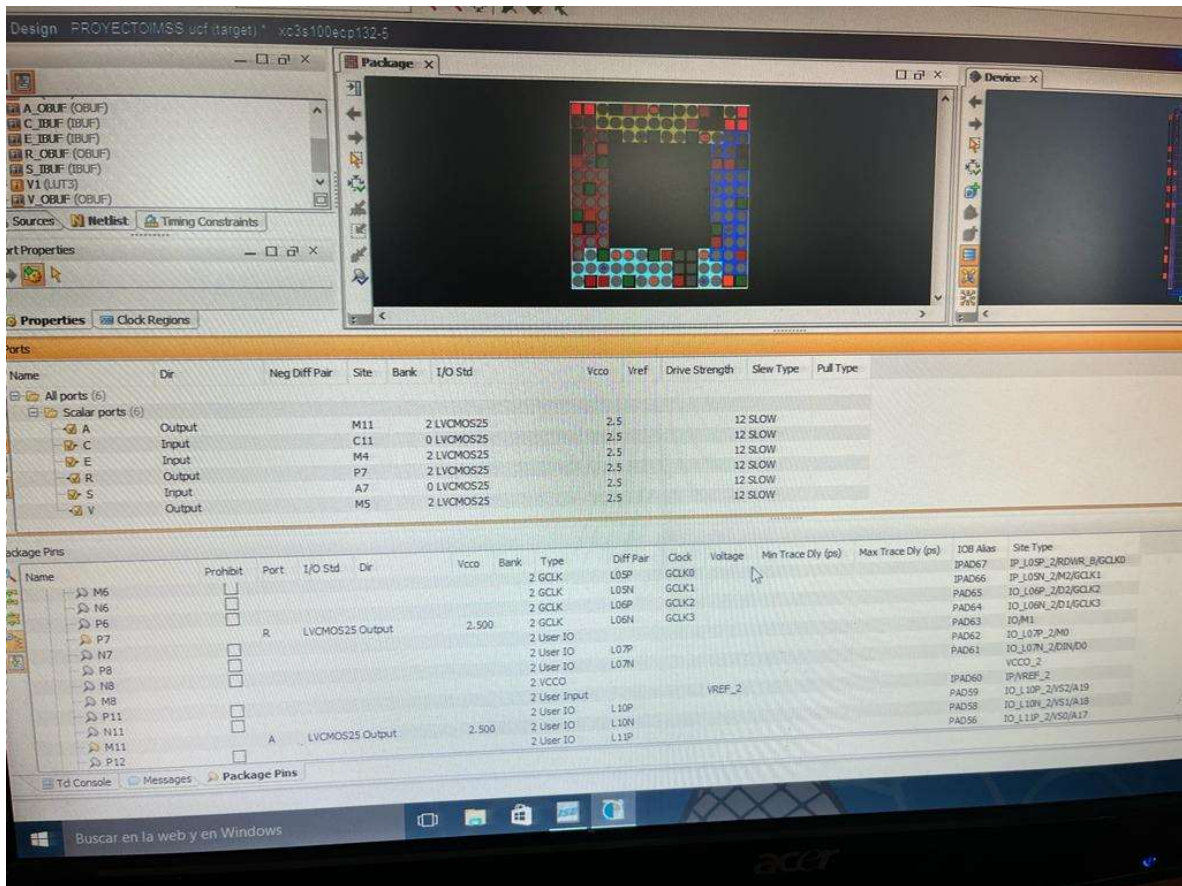 Design PROYECTOIMSS.ucf (target) * xc3s100ecp132-5
Package
Device
A_OBUF (OBUF)
C_IBUF (IBUF)
E_IBUF (IBUF)
R_OBUF (OBUF)
S_IBUF (IBUF)
V1 (LUT3)
V_OBUF (OBUF)
Sources Netlist Timing Constraints
ort Properties
Properties Clock Regions
Ports
Name Dir Neg Diff Pair Site Bank I/O Std Vcco Vref Drive Strength Slew Type Pull Type
All ports (6)
Scalar ports (6)
A Output M11 2 LVCMOS25 2.5 12 SLOW
C Input C11 0 LVCMOS25 2.5 12 SLOW
E Input M4 2 LVCMOS25 2.5 12 SLOW
R Output P7 2 LVCMOS25 2.5 12 SLOW
S Input A7 0 LVCMOS25 2.5 12 SLOW
V Output M5 2 LVCMOS25 2.5 12 SLOW
ackage Pins
Name Prohibit Port I/O Std Dir Vcco Bank Type Diff Pair Clock Voltage Min Trace Dly (ps) Max Trace Dly (ps) IOB Alias Site Type
M6 2 GCLK L05P GCLK0 IPAD67 IP_L05P_2/RDWR_B/GCLK0
N6 2 GCLK L05N GCLK1 IPAD66 IP_L05N_2/M2/GCLK1
P6 2 GCLK L06P GCLK2 PAD65 IO_L06P_2/D2/GCLK2
P7 R LVCMOS25 Output 2.500 2 GCLK L06N GCLK3 PAD64 IO_L06N_2/D1/GCLK3
N7 2 User IO PAD63 IO/M1
P8 2 User IO L07P PAD62 IO_L07P_2/M0
N8 2 User IO L07N PAD61 IO_L07N_2/DIN/D0
M8 2 VCCO VCCO_2
P11 2 User Input VREF_2 IPAD60 IP/VREF_2
N11 2 User IO L10P PAD59 IO_L10P_2/VS2/A19
M11 A LVCMOS25 Output 2.500 2 User IO L10N PAD58 IO_L10N_2/VS1/A18
P12 2 User IO L11P PAD56 IO_L11P_2/VS0/A17
Tcl Console Messages Package Pins
Buscar en la web y en Windows
ISE
acer